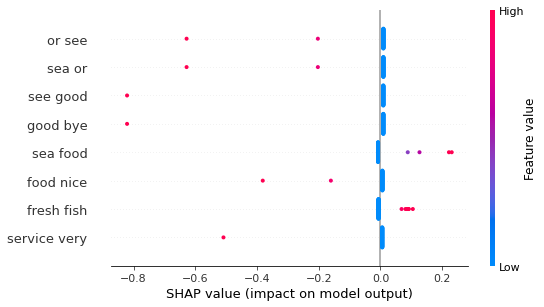 High
or see
sea or
see good
good bye
sea food
food nice
fresh fish
service very
Feature value
Low
−0.8 −0.6 −0.4 −0.2 0.0 0.2
SHAP value (impact on model output)